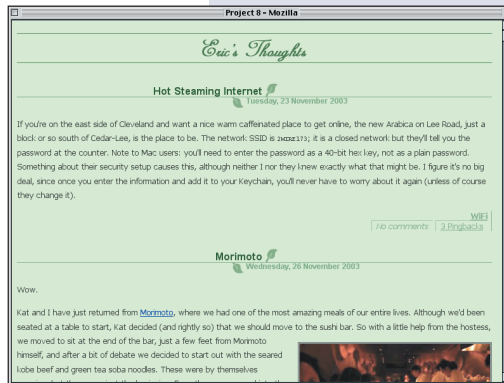 Project 8 - Mozilla
Eric's Thoughts
Hot Steaming Internet
Tuesday, 23 November 2003
If you're on the east side of Cleveland and want a nice warm caffeinated place to get online, the new Arabica on Lee Road, just a
block or so south of Cedar-Lee, is the place to be. The network SSID is 2WIRE173; it is a closed network but they'll tell you the
password at the counter. Note to Mac users: you'll need to enter the password as a 40-bit hex key, not as a plain password.
Something about their security setup causes this, although neither I nor they knew exactly what that might be. I figure it's no big
deal, since once you enter the information and add it to your Keychain, you'll never have to worry about it again (unless of course
they change it).
WiFi
No comments
3 Pingbacks
Morimoto
Wednesday, 26 November 2003
Wow.
Kat and I have just returned from Morimoto, where we had one of the most amazing meals of our entire lives. Although we'd been
seated at a table to start, Kat decided (and rightly so) that we should move to the sushi bar. So with a little help from the hostess,
we moved to sit at the end of the bar, just a few feet from Morimoto
himself, and after a bit of debate we decided to start out with the seared
kobe beef and green tea soba noodles. These were by themselves